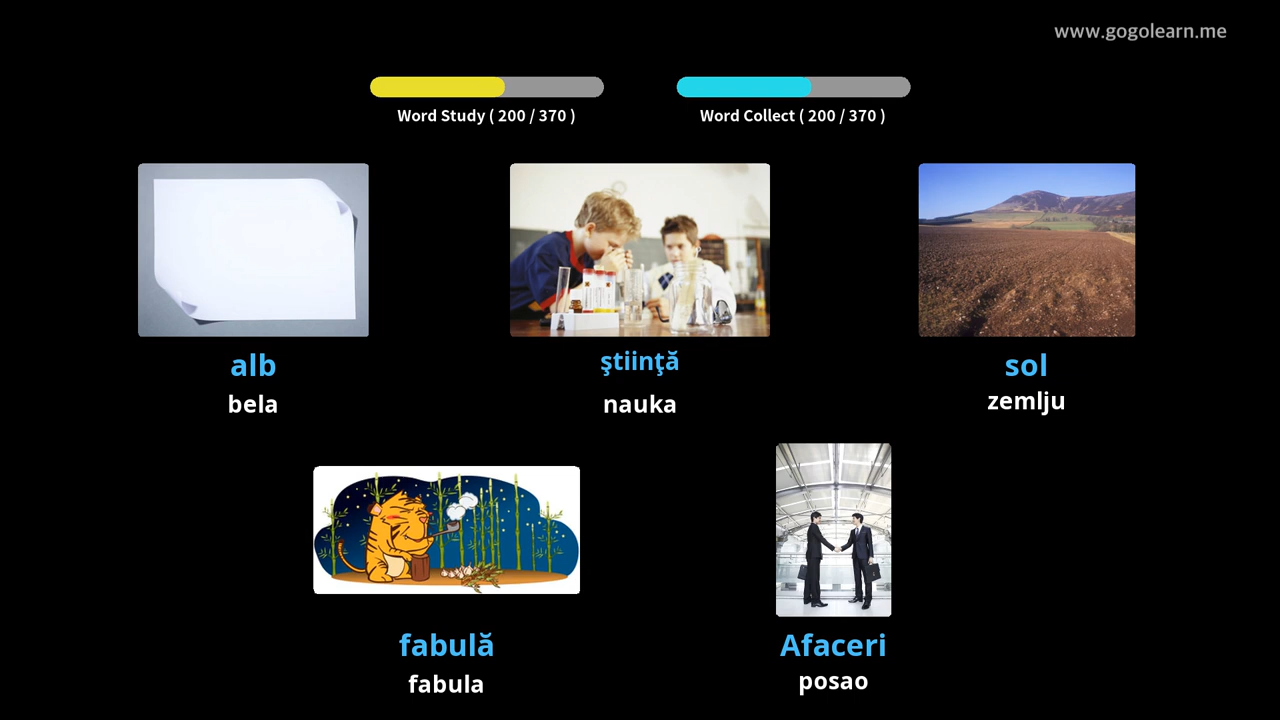 www.gogolearn.me
Word Study ( 200 / 370 )
Word Collect ( 200 / 370 )
alb
bela
ştiinţă
nauka
sol
zemlju
fabulă
fabula
Afaceri
posao